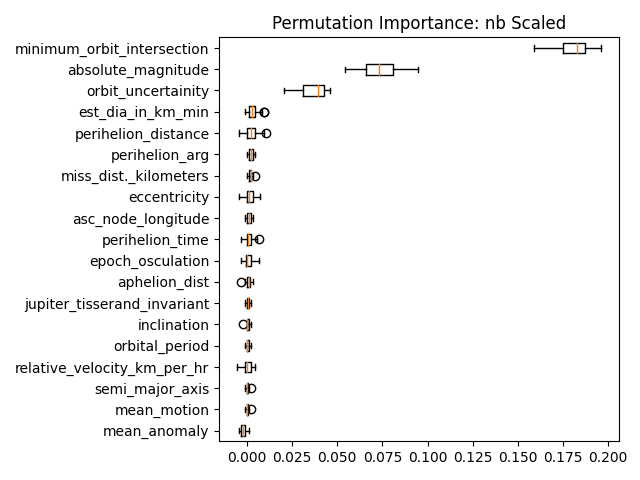 Permutation Importance: nb Scaled
minimum_orbit_intersection
absolute_magnitude
orbit_uncertainity
est_dia_in_km_min
perihelion_distance
perihelion_arg
miss_dist._kilometers
eccentricity
asc_node_longitude
perihelion_time
epoch_osculation
aphelion_dist
jupiter_tisserand_invariant
inclination
orbital_period
relative_velocity_km_per_hr
semi_major_axis
mean_motion
mean_anomaly
0.000 0.025 0.050 0.075 0.100 0.125 0.150 0.175 0.200